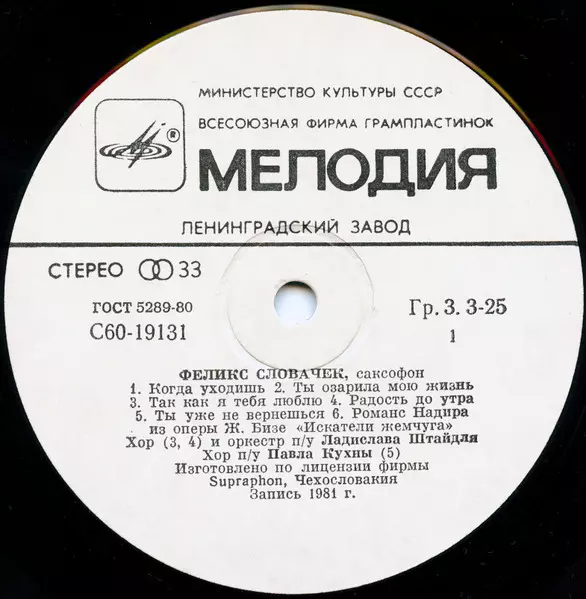 МИНИСТЕРСТВО КУЛЬТУРЫ СССР
ВСЕСОЮЗНАЯ ФИРМА ГРАМПЛАСТИНОК
®
МЕЛОДИЯ
ЛЕНИНГРАДСКИЙ ЗАВОД
СТЕРЕО 33
ГОСТ 5289-80
Гр. 3. 3-25
С60-19131
1
ФЕЛИКС СЛОВАЧЕК, саксофон
1. Когда уходишь 2. Ты озарила мою жизнь
3. Так как я тебя люблю 4. Радость до утра
5. Ты уже не вернешься 6. Романс Надира
из оперы Ж. Бизе «Искатели жемчуга»
Хор (3, 4) и оркестр п/у Ладислава Штайдля
Хор п/у Павла Кухны (5)
Изготовлено по лицензии фирмы
Supraphon, Чехословакия
Запись 1981 г.